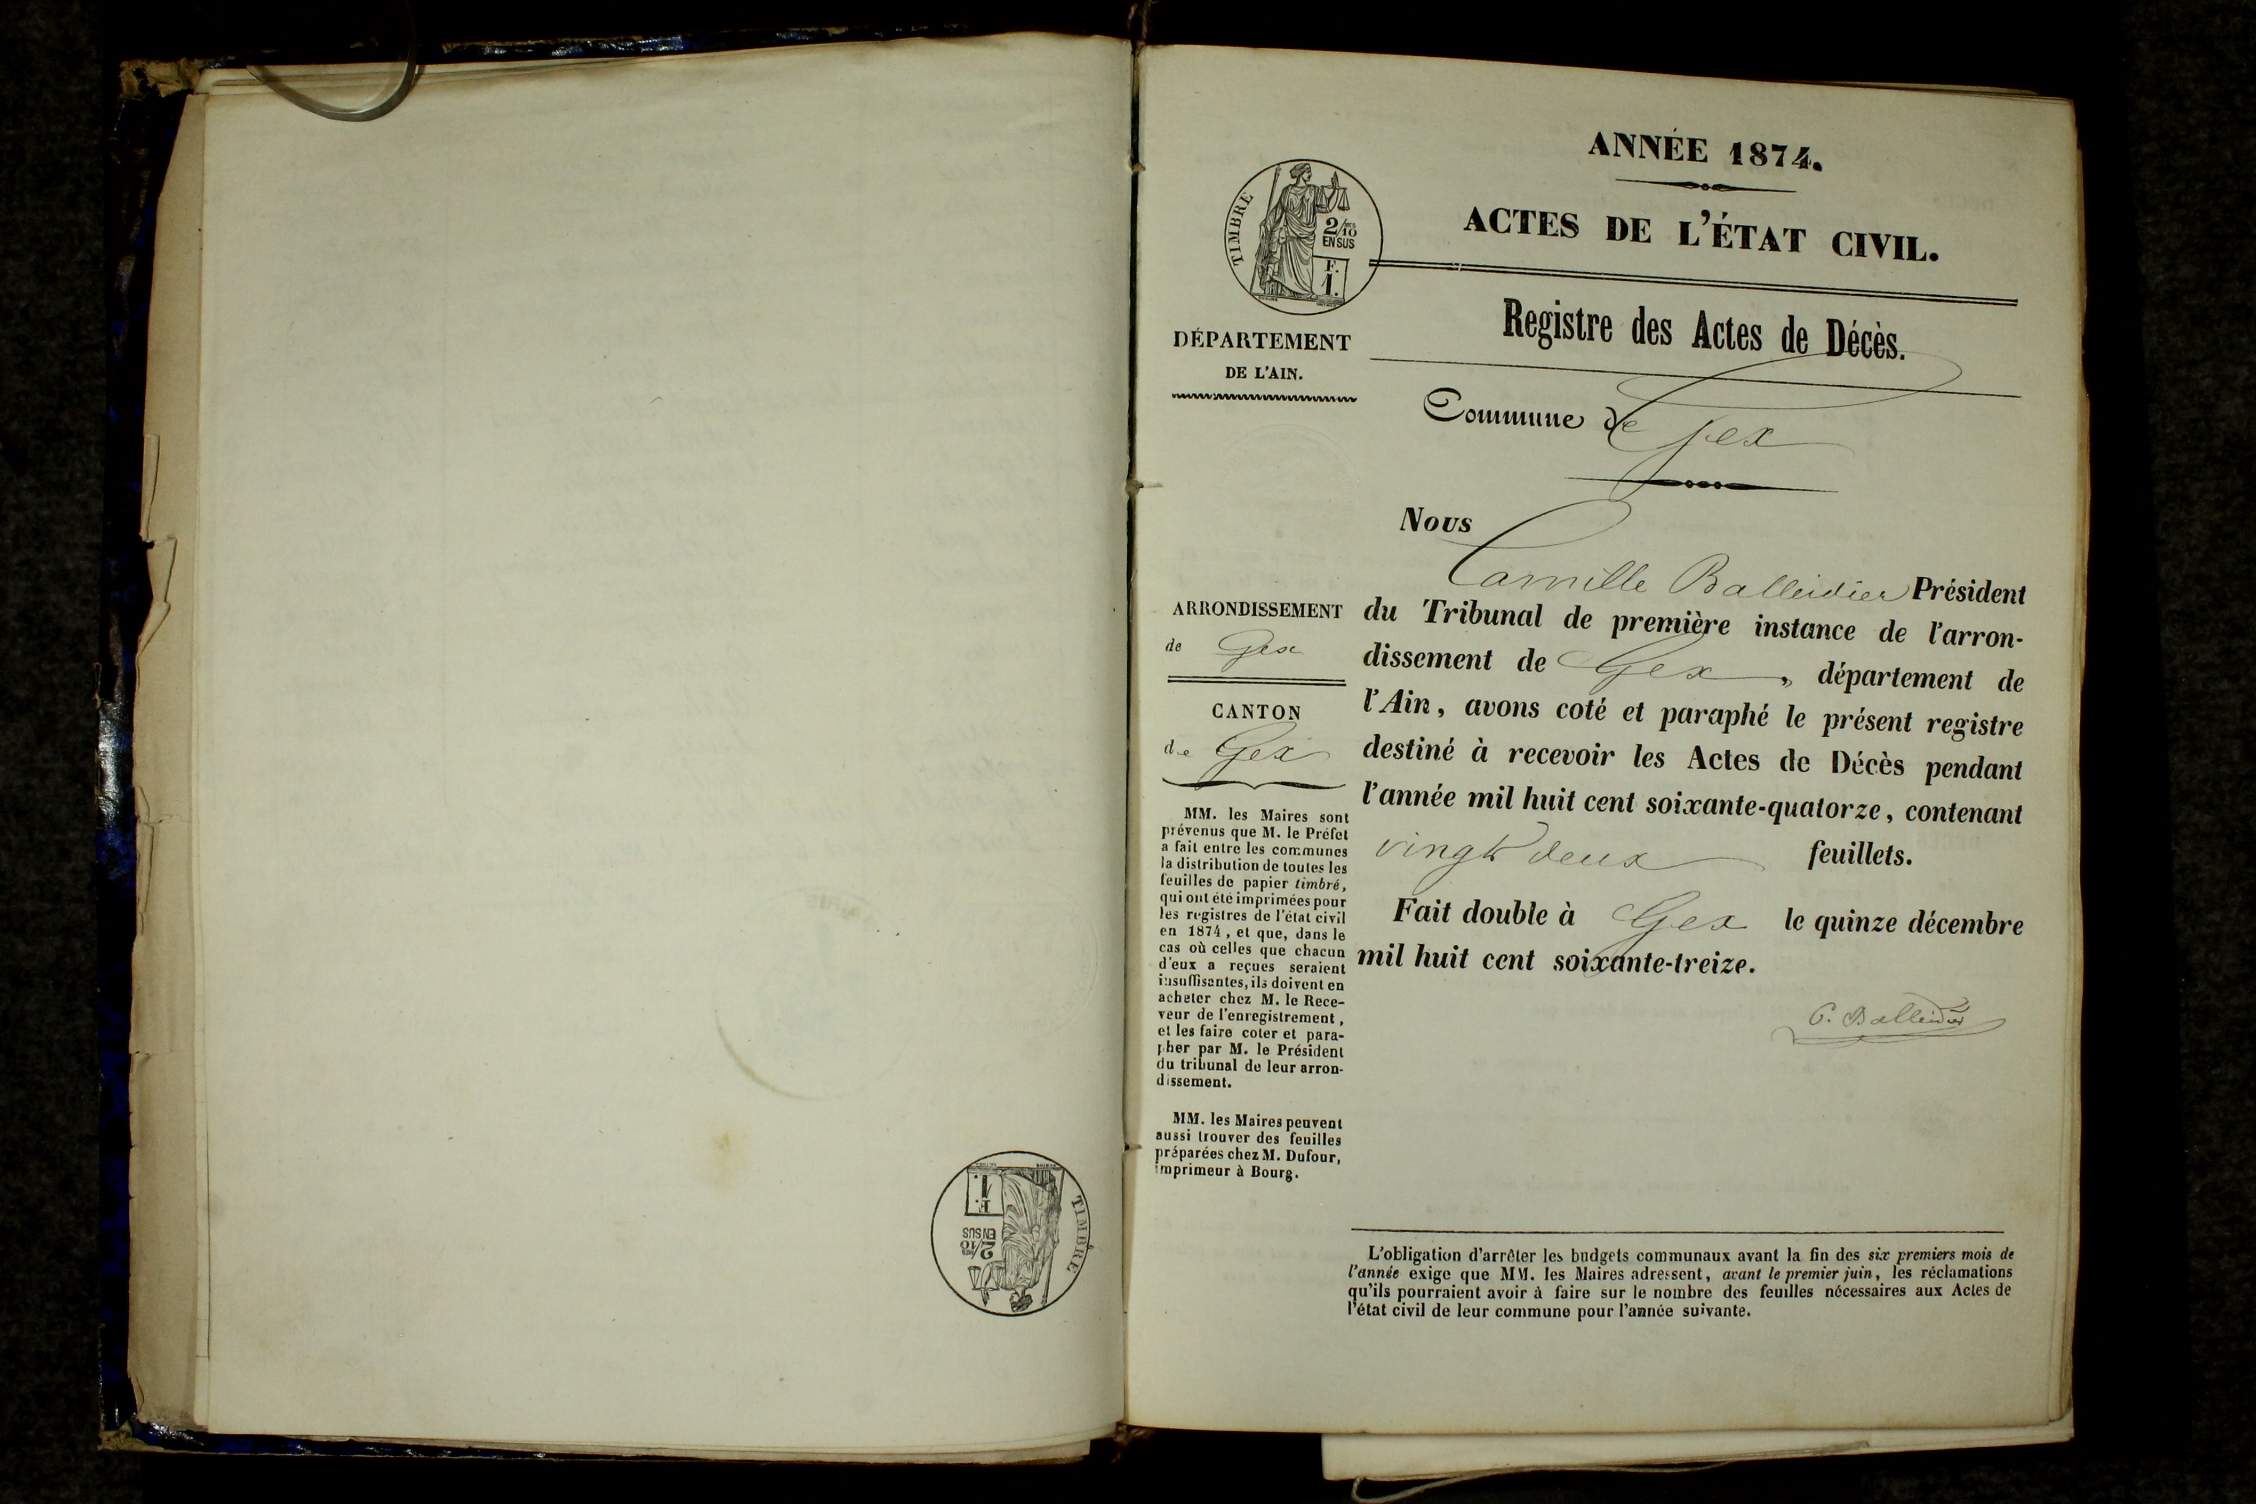 ANNÉE 1874.
ACTES DE L'ÉTAT CIVIL.
TIMBRE
2/10 EN SUS
F. 1.
Registre des Actes de Décès.
DÉPARTEMENT
DE L'AIN.
Commune de Gex
Nous
Camille Balleidier Président
du Tribunal de première instance de l'arron-
dissement de Gex, département de
l'Ain, avons coté et paraphé le présent registre
destiné à recevoir les Actes de Décès pendant
l'année mil huit cent soixante-quatorze, contenant
vingt deux feuillets.
Fait double à Gex le quinze décembre
mil huit cent soixante-treize.
C. Balleidier
ARRONDISSEMENT
de Gex
CANTON
de Gex
MM. les Maires sont
prévenus que M. le Préfet
a fait entre les communes
la distribution de toutes les
feuilles de papier timbré,
qui ont été imprimées pour
les registres de l'état civil
en 1874, et que, dans le
cas où celles que chacun
d'eux a reçues seraient
insuffisantes, ils doivent en
acheter chez M. le Rece-
veur de l'enregistrement,
et les faire coter et para-
pher par M. le Président
du tribunal de leur arron-
dissement.
MM. les Maires peuvent
aussi trouver des feuilles
préparées chez M. Dufour,
imprimeur à Bourg.
L'obligation d'arrêter les budgets communaux avant la fin des six premiers mois de
l'année exige que MM. les Maires adressent, avant le premier juin, les réclamations
qu'ils pourraient avoir à faire sur le nombre des feuilles nécessaires aux Actes de
l'état civil de leur commune pour l'année suivante.
TIMBRE
2/10 EN SUS
F. 1.